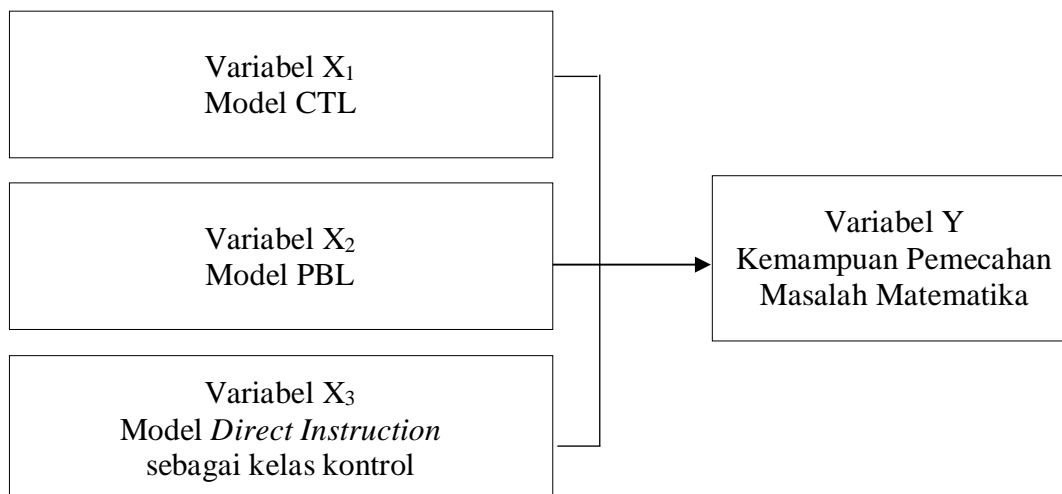 Variabel X₁
Model CTL
Variabel X₂
Model PBL
Variabel X₃
Model Direct Instruction
sebagai kelas kontrol
Variabel Y
Kemampuan Pemecahan
Masalah Matematika